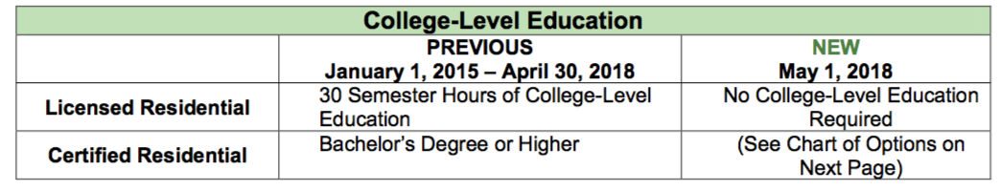 College-Level Education
PREVIOUS
January 1, 2015 – April 30, 2018
NEW
May 1, 2018
Licensed Residential
30 Semester Hours of College-Level
Education
No College-Level Education
Required
Certified Residential
Bachelor’s Degree or Higher
(See Chart of Options on
Next Page)